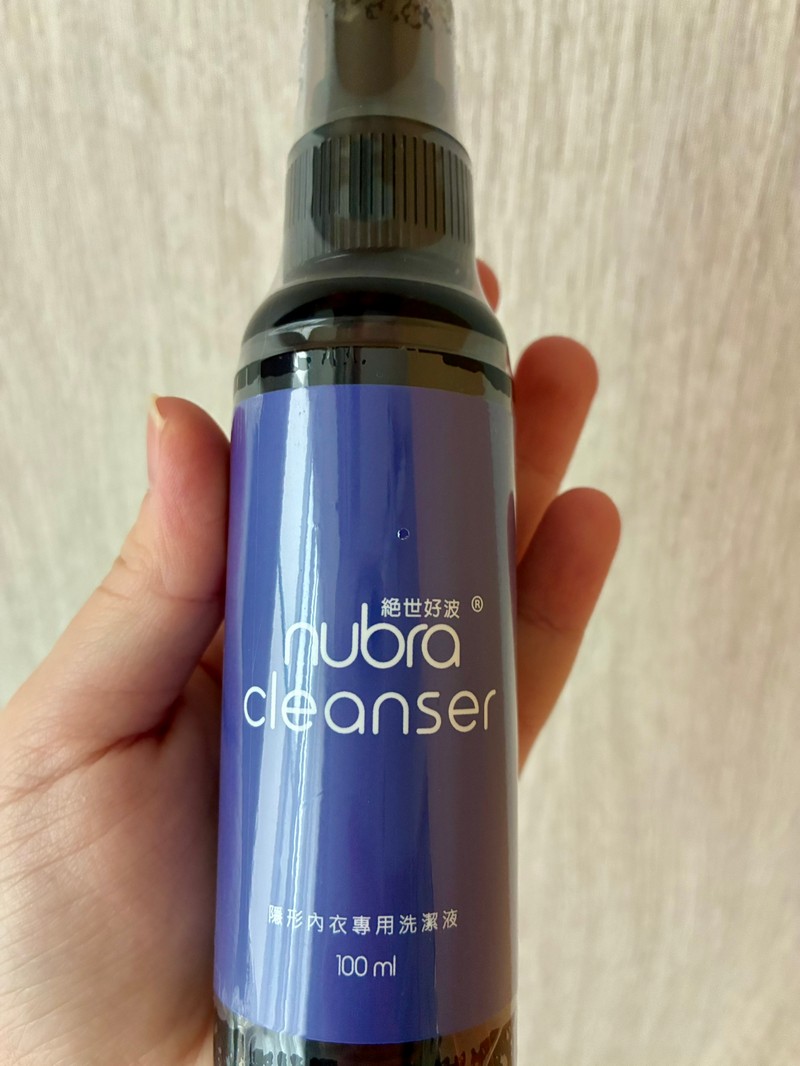 絕世好波 ®
nubra
cleanser
隱形內衣專用洗潔液
100 ml